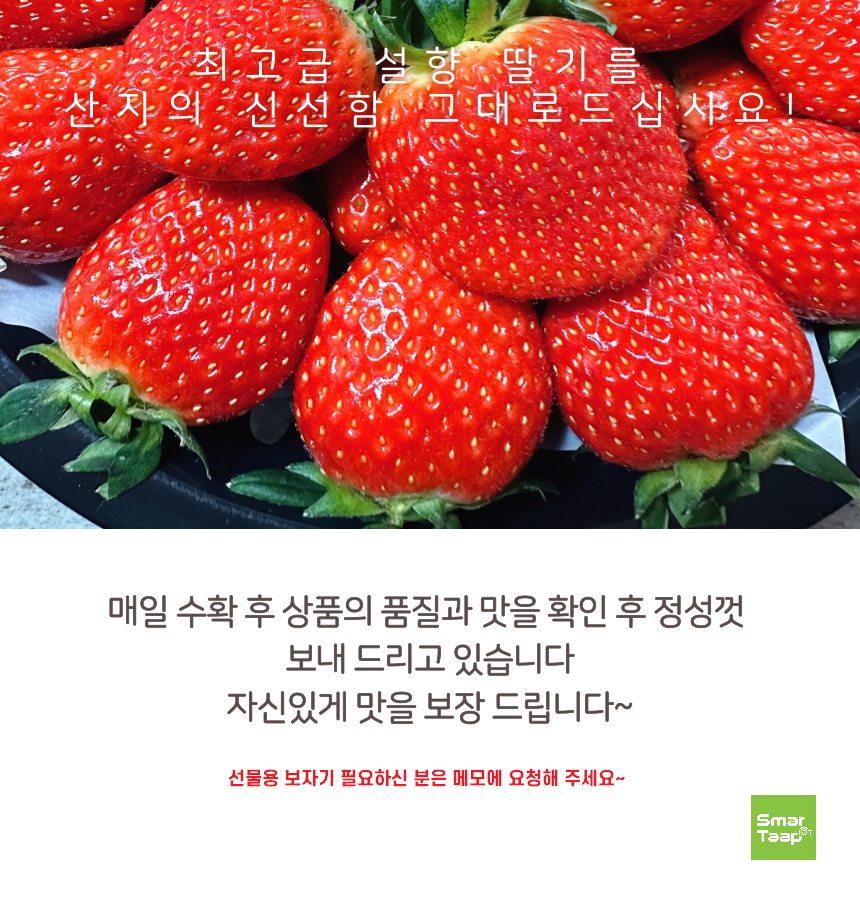 최고급 설향 딸기를
산지의 신선함 그대로드십사요!
매일 수확 후 상품의 품질과 맛을 확인 후 정성껏
보내 드리고 있습니다
자신있게 맛을 보장 드립니다~
선물용 보자기 필요하신 분은 메모에 요청해 주세요~
Smar
Taap IoT